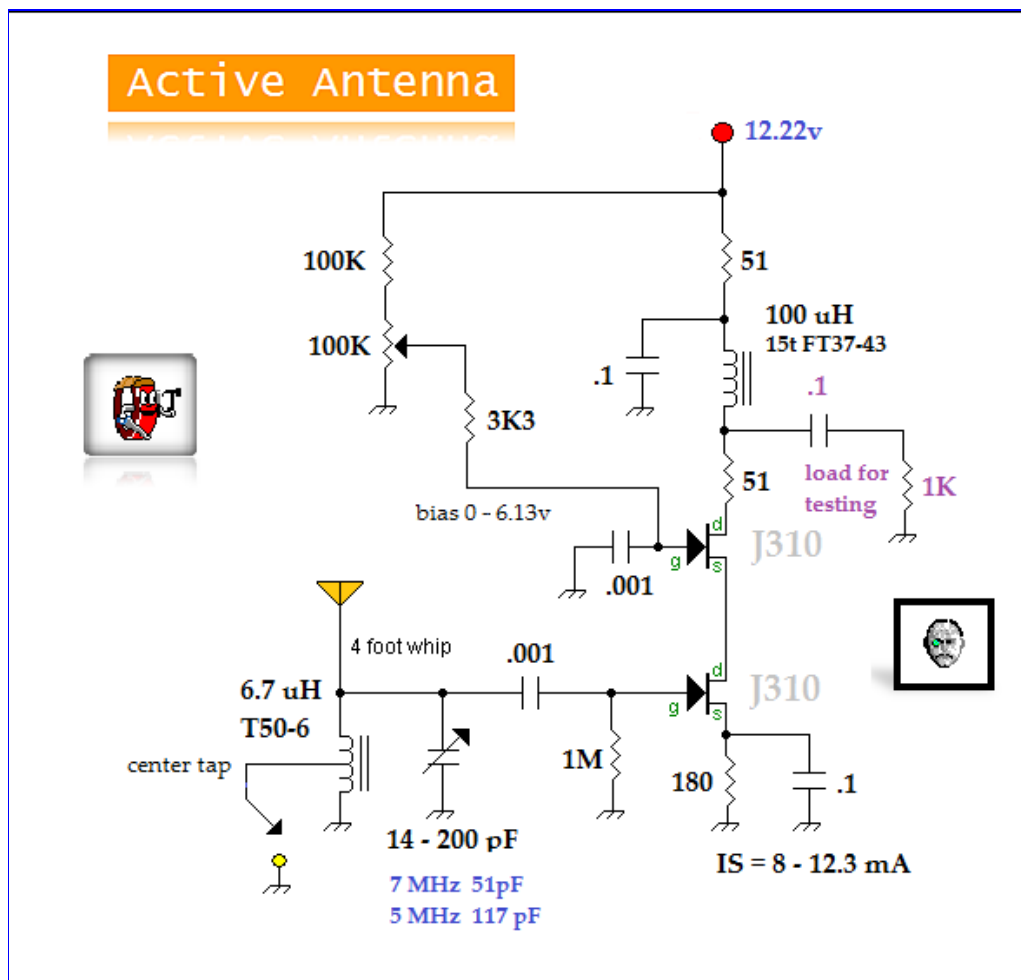 Active Antenna
12.22v
100K
51
100 uH
15t FT37-43
100K
.1
.1
3K3
load for
testing
1K
51
bias 0 – 6.13v
d
J310
g
s
.001
4 foot whip
.001
6.7 uH
T50-6
d
J310
g
s
center tap
1M
180
.1
14 - 200 pF
IS = 8 - 12.3 mA
7 MHz 51pF
5 MHz 117 pF